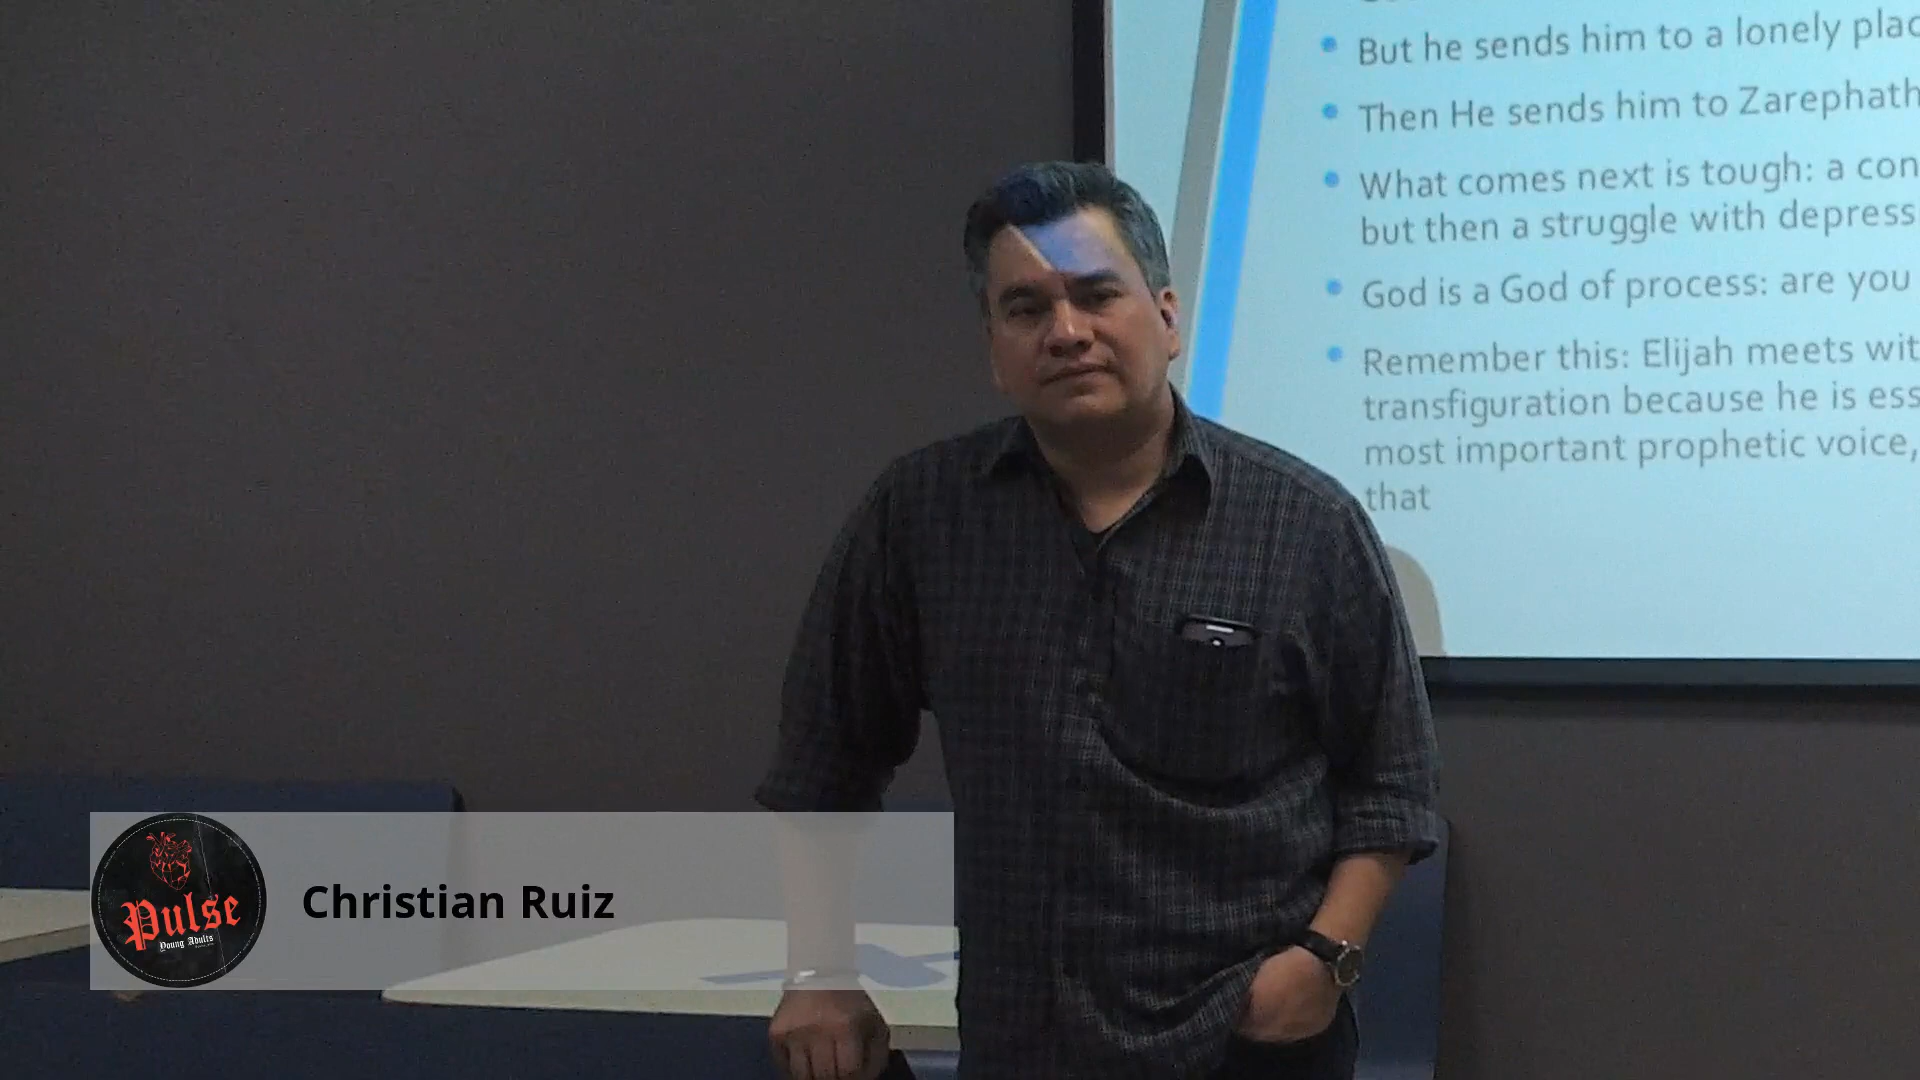 But he sends him to a lonely plac
Then He sends him to Zarephath
What comes next is tough: a con
but then a struggle with depress
God is a God of process: are you
Remember this: Elijah meets wit
transfiguration because he is ess
most important prophetic voice,
that
Christian Ruiz
Pulse
Young Adults